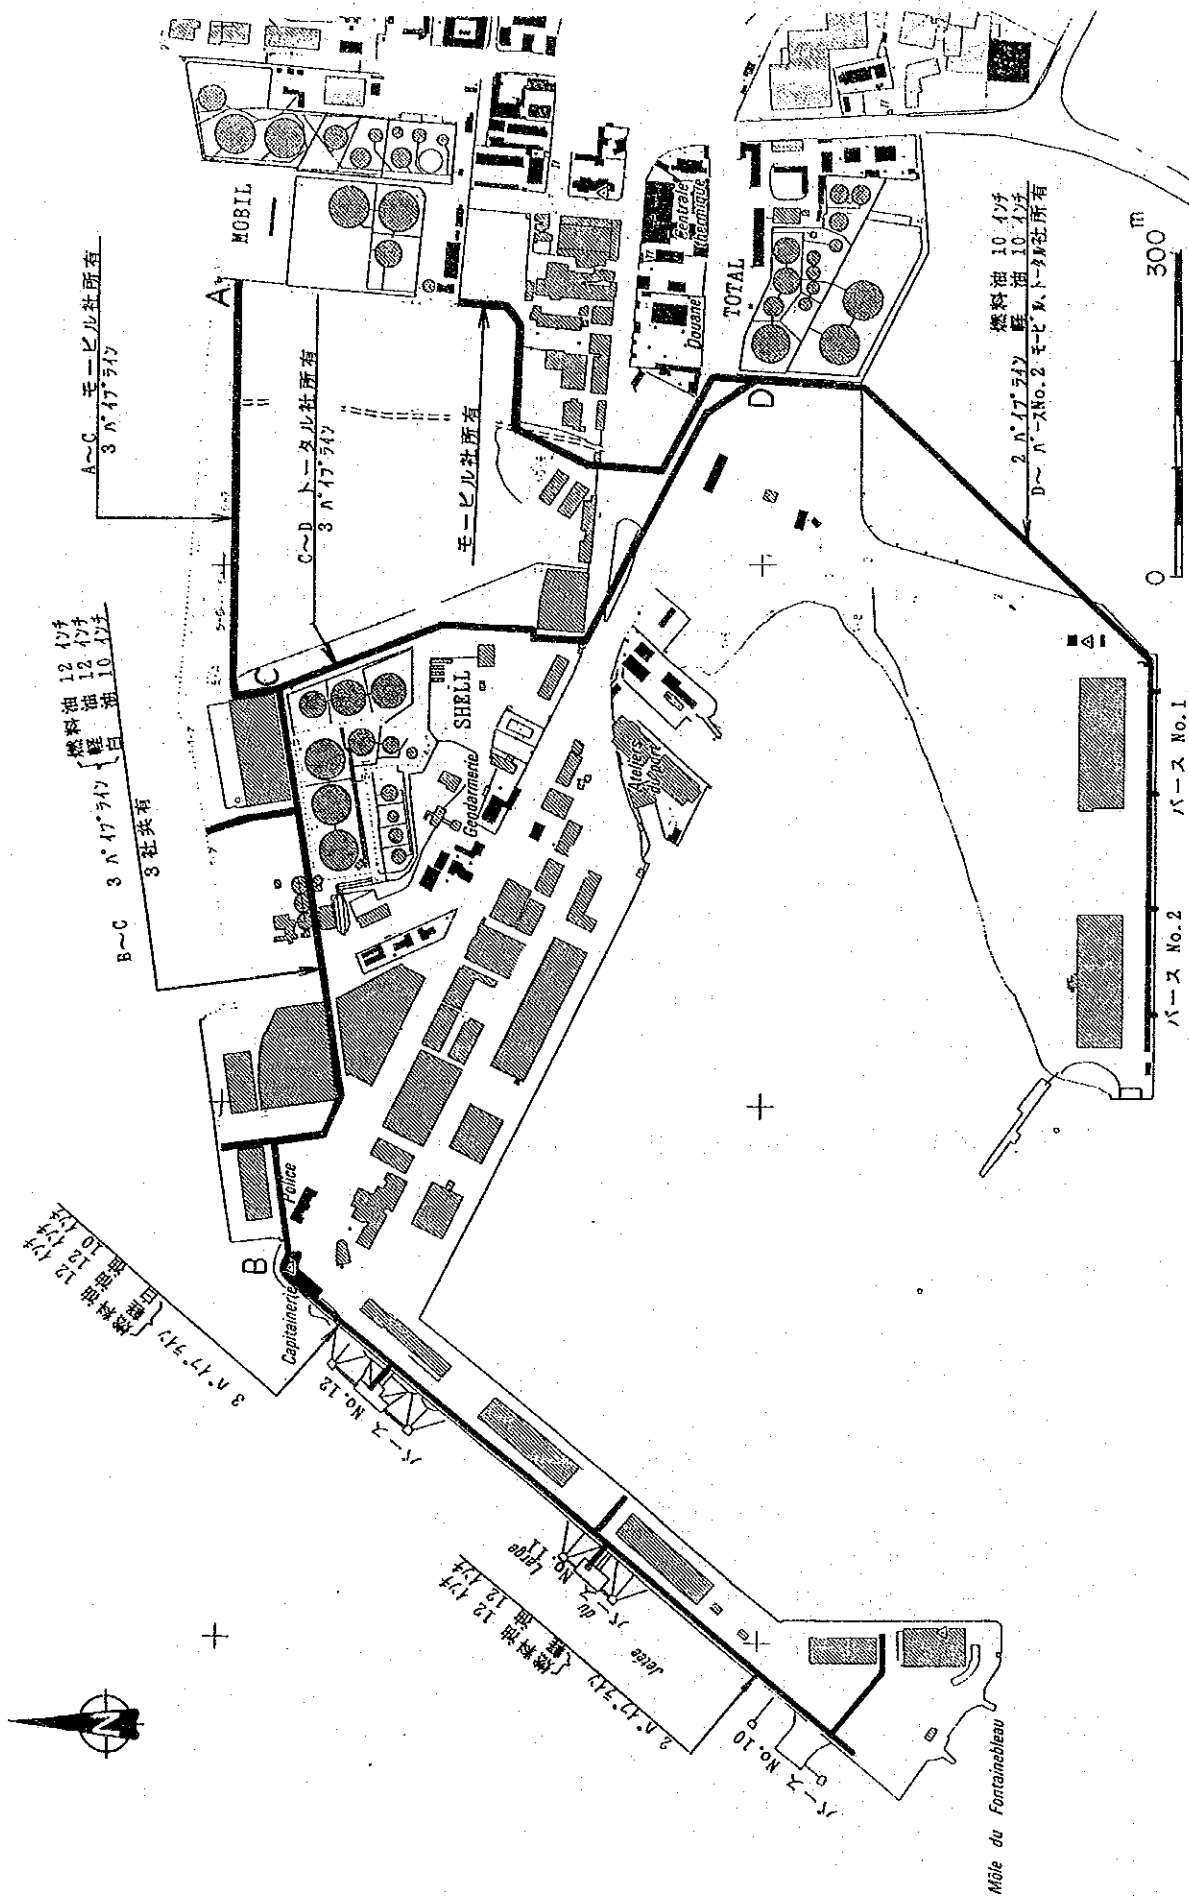 A～C モービル社所有
3 パイプライン
MOBIL
A
C～D トータル社所有
3 パイプライン
モービル社所有
B～C 3 パイプライン { 燃料油 12 インチ
軽 油 12 インチ
白 油 10 インチ
3 社共有
C
SHELL
Gendarmerie
Centrale
thermique
Douane
TOTAL
D
燃料油 10 インチ
2 パイプライン 軽 油 10 インチ
D～ バースNo.2 モービル、トータル社所有
0 300 m
Ateliers
バース No.1
バース No.2
Police
B
Capitainerie
3 パイプライン { 燃料油 12 インチ
軽 油 12 インチ
白 油 10 インチ
バース No.12
バース No.11
Jetée du Large
2 パイプライン { 燃料油 12 インチ
軽 油 12 インチ
バース No.10
Môle du Fontainebleau
N